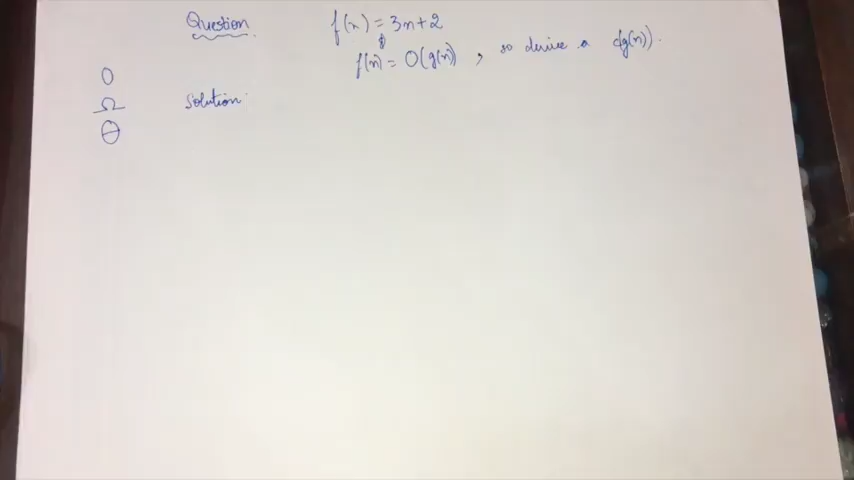 Question. f(n) = 3n+2
f(n) = O(g(n)) , so derive a g(n)).
O
Ω Solution.
Θ